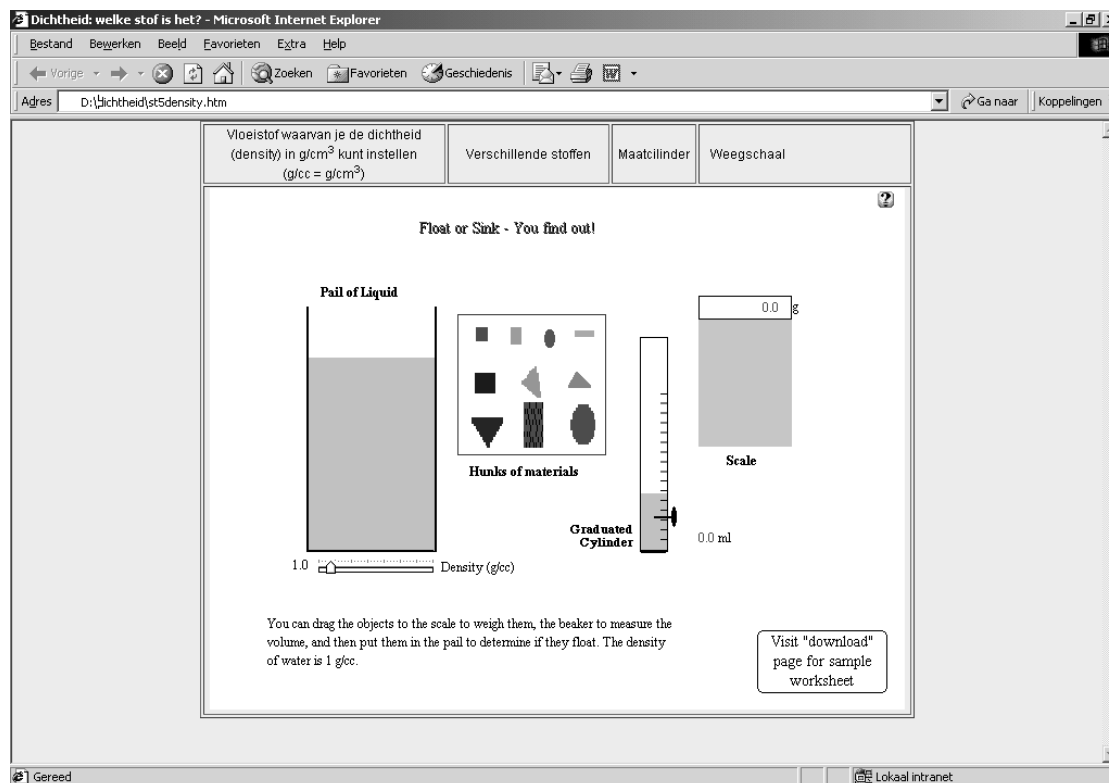 Dichtheid: welke stof is het? - Microsoft Internet Explorer
Bestand Bewerken Beeld Favorieten Extra Help
Vorige Zoeken Favorieten Geschiedenis
Adres D:\dichtheid\st5density.htm Ga naar Koppelingen
Vloeistof waarvan je de dichtheid
(density) in g/cm3 kunt instellen
(g/cc = g/cm3)
Verschillende stoffen
Maatcilinder
Weegschaal
?
Float or Sink - You find out!
Pail of Liquid
0.0 g
Hunks of materials
Scale
Graduated
Cylinder
0.0 ml
1.0 Density (g/cc)
You can drag the objects to the scale to weigh them, the beaker to measure the
volume, and then put them in the pail to determine if they float. The density
of water is 1 g/cc.
Visit "download"
page for sample
worksheet
Gereed Lokaal intranet